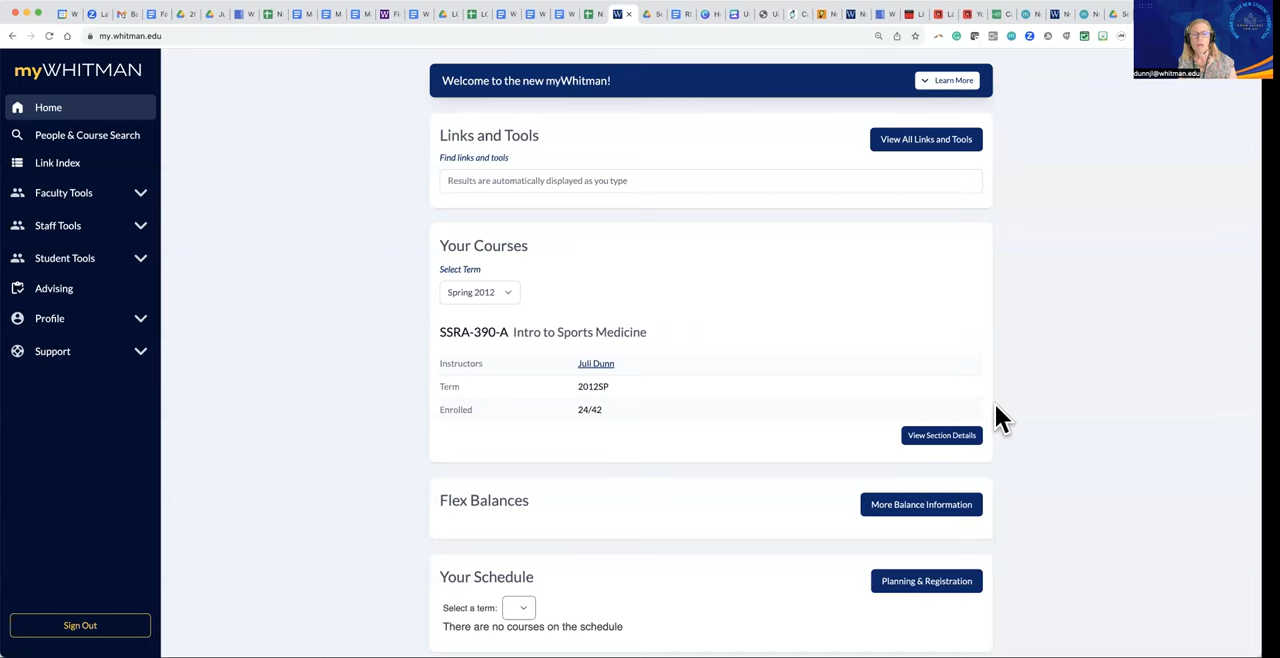 my.whitman.edu
dunnjl@whitman.edu
myWHITMAN
Home
People & Course Search
Link Index
Faculty Tools
Staff Tools
Student Tools
Advising
Profile
Support
Sign Out
Welcome to the new myWhitman!
Learn More
Links and Tools
View All Links and Tools
Find links and tools
Results are automatically displayed as you type
Your Courses
Select Term
Spring 2012
SSRA-390-A Intro to Sports Medicine
Instructors Juli Dunn
Term 2012SP
Enrolled 24/42
View Section Details
Flex Balances
More Balance Information
Your Schedule
Planning & Registration
Select a term:
There are no courses on the schedule